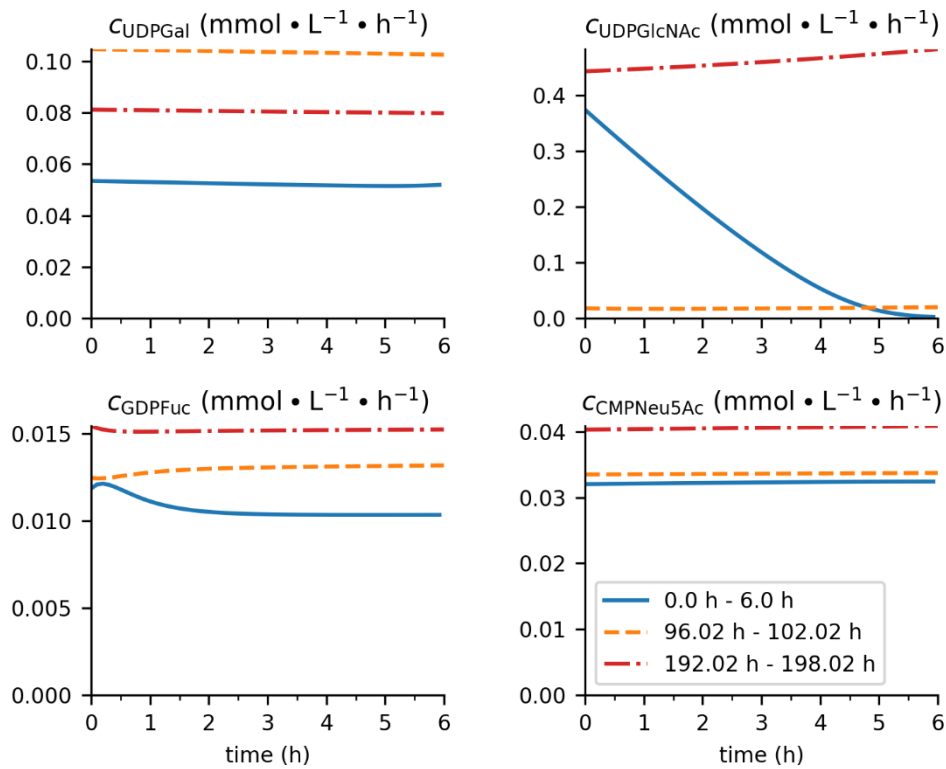 c_UDPGal (mmol • L⁻¹ • h⁻¹)
0.10
0.08
0.06
0.04
0.02
0.00
0 1 2 3 4 5 6
c_UDPGlcNAc (mmol • L⁻¹ • h⁻¹)
0.4
0.3
0.2
0.1
0.0
0 1 2 3 4 5 6
c_GDPFuc (mmol • L⁻¹ • h⁻¹)
0.015
0.010
0.005
0.000
0 1 2 3 4 5 6
time (h)
c_CMPNeu5Ac (mmol • L⁻¹ • h⁻¹)
0.04
0.03
0.02
0.01
0.00
0.0 h - 6.0 h
96.02 h - 102.02 h
192.02 h - 198.02 h
0 1 2 3 4 5 6
time (h)